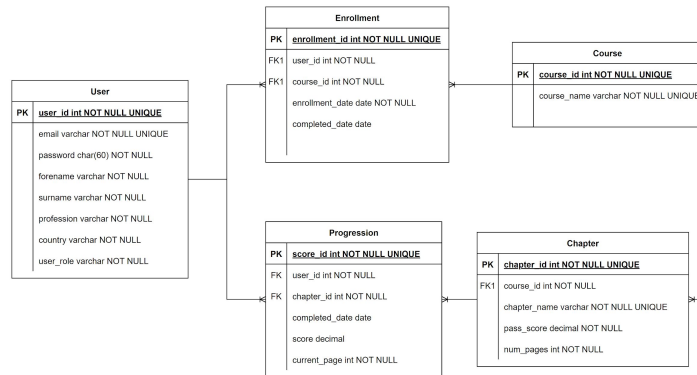 Enrollment
PK enrollment_id int NOT NULL UNIQUE
FK1 user_id int NOT NULL
FK1 course_id int NOT NULL
enrollment_date date NOT NULL
completed_date date
Course
PK course_id int NOT NULL UNIQUE
course_name varchar NOT NULL UNIQUE
User
PK user_id int NOT NULL UNIQUE
email varchar NOT NULL UNIQUE
password char(60) NOT NULL
forename varchar NOT NULL
surname varchar NOT NULL
profession varchar NOT NULL
country varchar NOT NULL
user_role varchar NOT NULL
Progression
PK score_id int NOT NULL UNIQUE
FK user_id int NOT NULL
FK chapter_id int NOT NULL
completed_date date
score decimal
current_page int NOT NULL
Chapter
PK chapter_id int NOT NULL UNIQUE
FK1 course_id int NOT NULL
chapter_name varchar NOT NULL UNIQUE
pass_score decimal NOT NULL
num_pages int NOT NULL